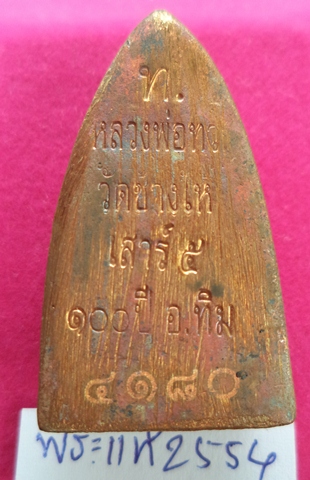 ท.
หลวงพ่อทวด
วัดช้างให้
เสาร์ ๕
๑๐๐ปี อ.ทิม
๔๑๘๐
พระแท้2554